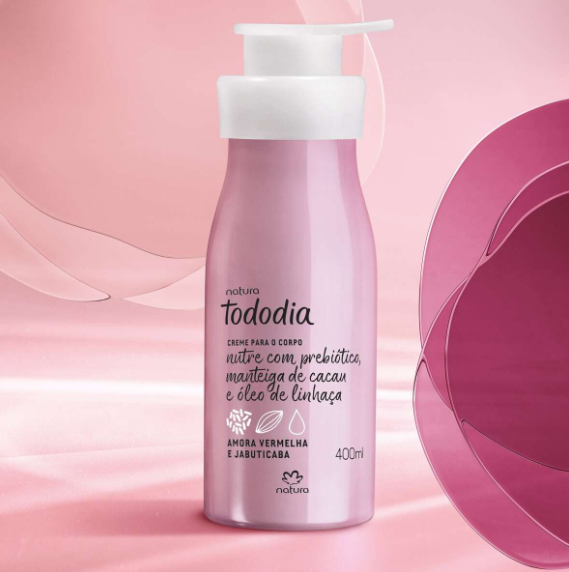 natura
tododia
CREME PARA O CORPO
nutre com prebiótico,
manteiga de cacau
e óleo de linhaça
AMORA VERMELHA
E JABUTICABA
400ml
natura